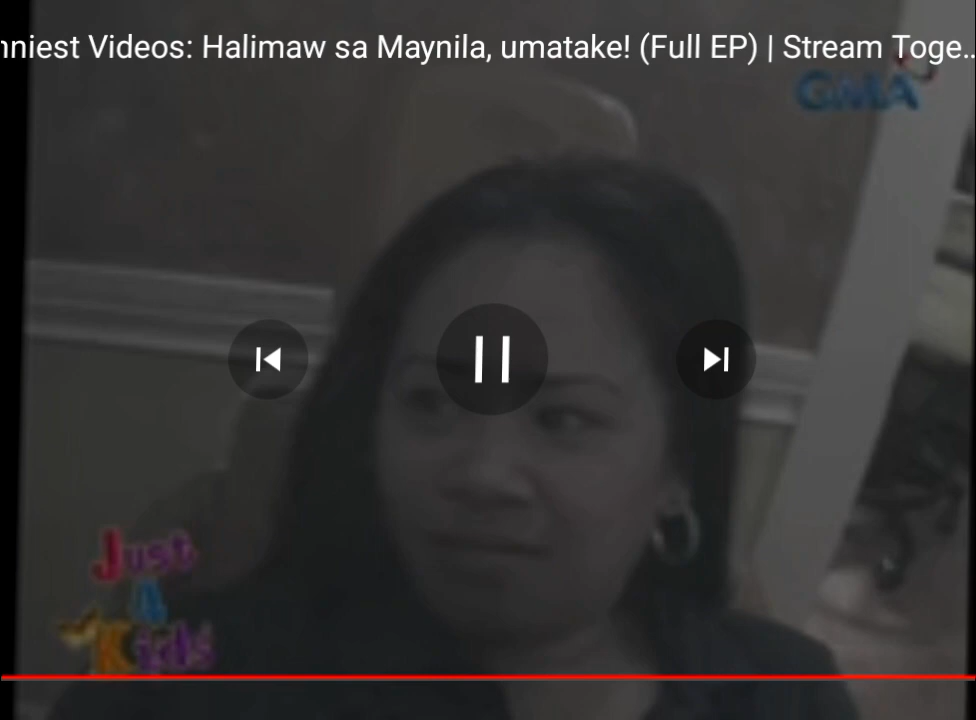 nniest Videos: Halimaw sa Maynila, umatake! (Full EP) | Stream Toge...
GMA
Just
4
Kids